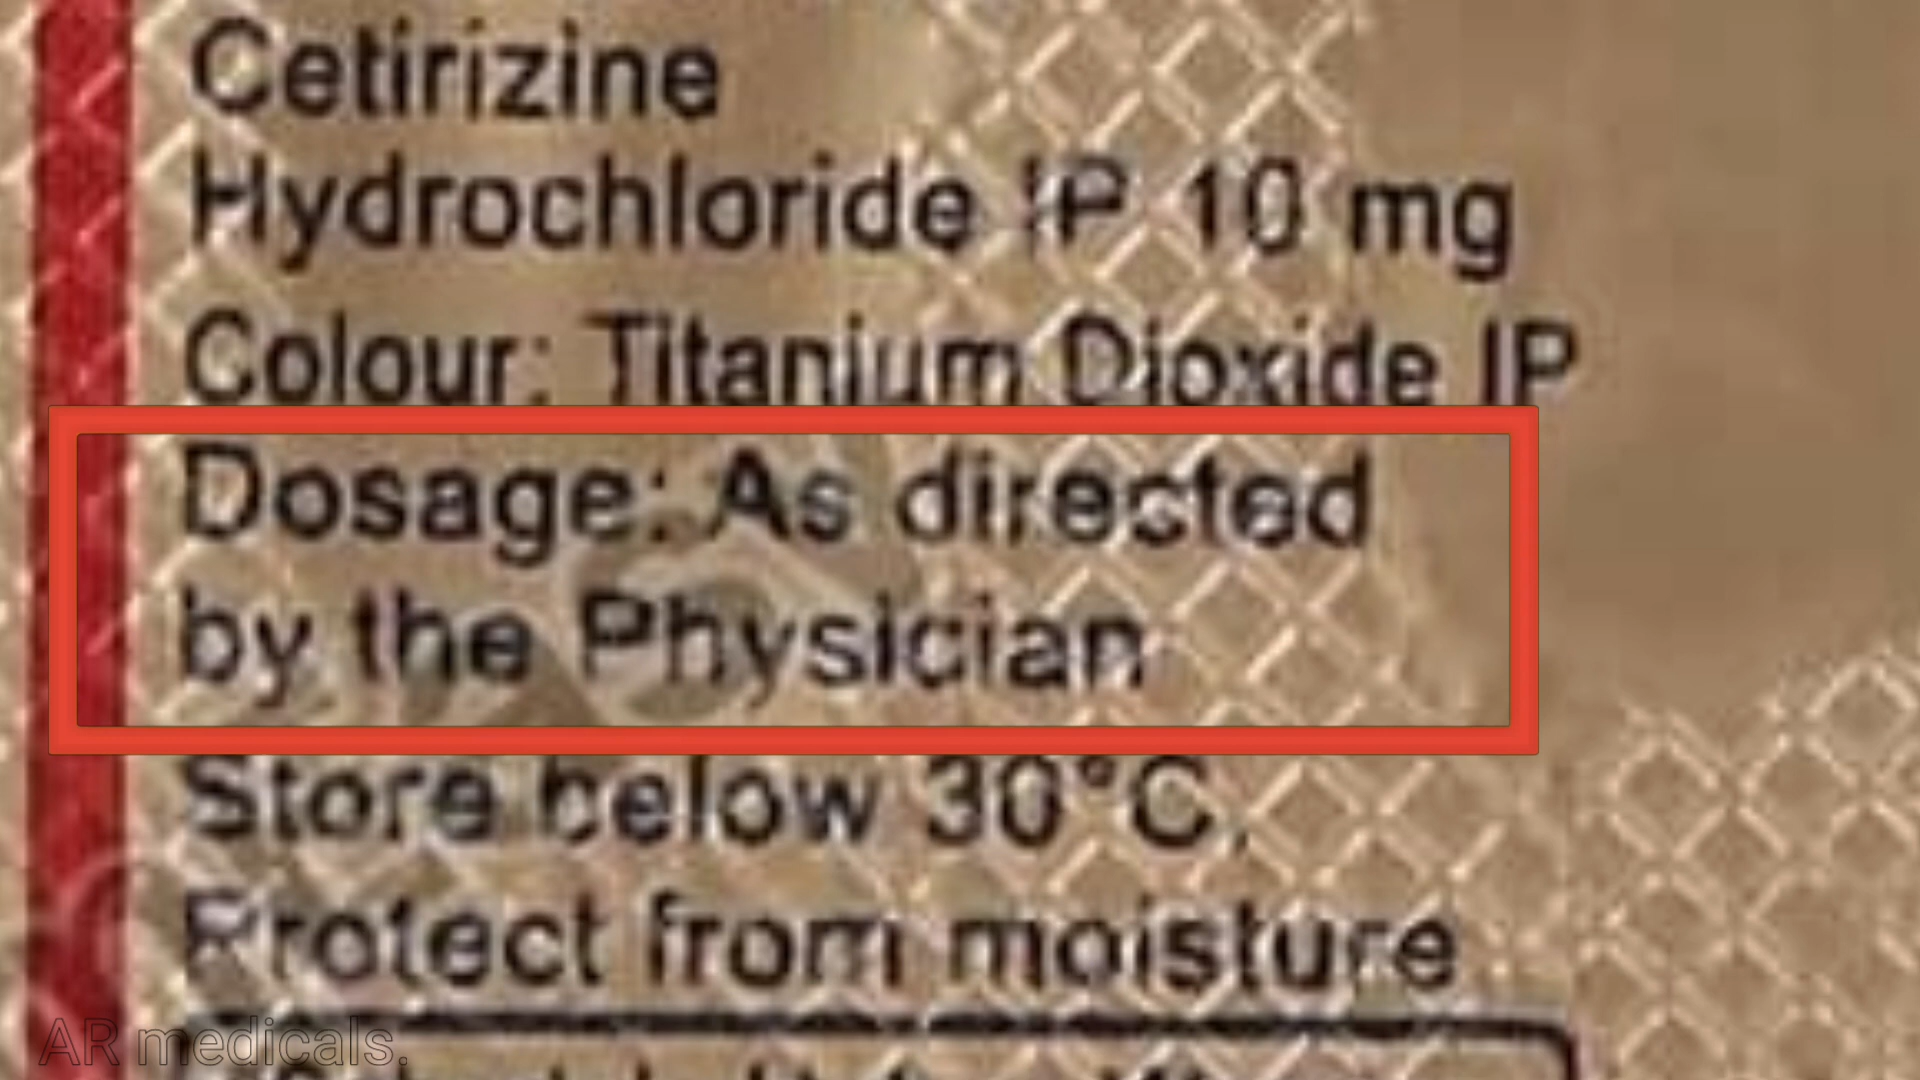 Cetirizine
Hydrochloride IP 10 mg
Colour: Titanium Dioxide IP
Dosage: As directed
by the Physician
Store below 30°C,
Protect from moisture
AR medicals.